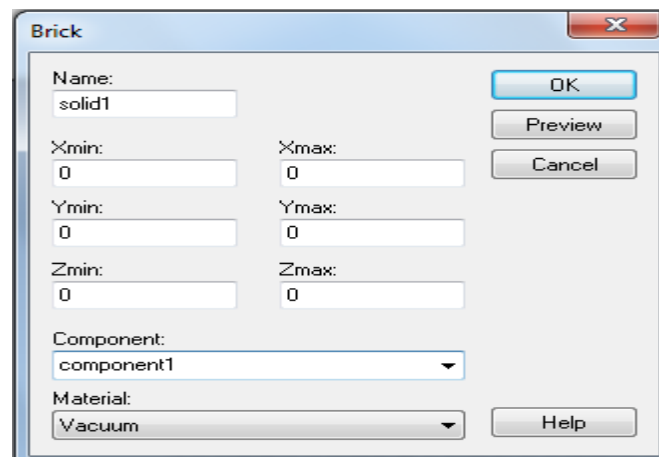 Brick
Name:
solid1
OK
Preview
Xmin:
Xmax:
Cancel
0
0
Ymin:
Ymax:
0
0
Zmin:
Zmax:
0
0
Component:
component1
Material:
Vacuum
Help